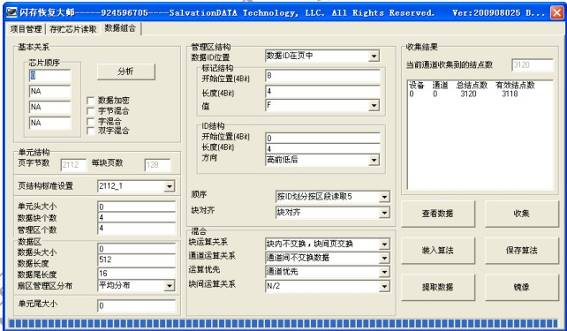 闪存恢复大师-----924596705----SalvationDATA Technology, LLC. All Rights Reserved. Ver:200908025 B...
项目管理 存贮芯片读取 数据组合
基本关系
芯片顺序
0
NA
NA
NA
分析
数据加密
字节混合
字混合
双字混合
单元结构
页字节数 2112 每块页数 128
页结构标准设置 2112_1
单元头大小 0
数据块个数 4
管理区个数 4
数据区
数据头大小 0
数据长度 512
数据尾长度 16
扇区管理区分布 平均分布
单元尾大小 0
管理区结构
数据ID位置 数据ID在页中
标记结构
开始位置(4Bit) 8
长度(4Bit) 4
值 F
ID结构
开始位置(4Bit) 0
长度(4Bit) 4
方向 高前低后
顺序 按ID划分按区段读取5
块对齐 块对齐
混合
块运算关系 块内不交换，块间页交换
通道运算关系 通道间不交换数据
运算优先 通道优先
块间运算关系 N/2
收集结果
当前通道收集到的结点数 3120
设备 通道 总结点数 有效结点数
0 0 3120 3118
查看数据 收集
装入算法 保存算法
提取数据 镜像